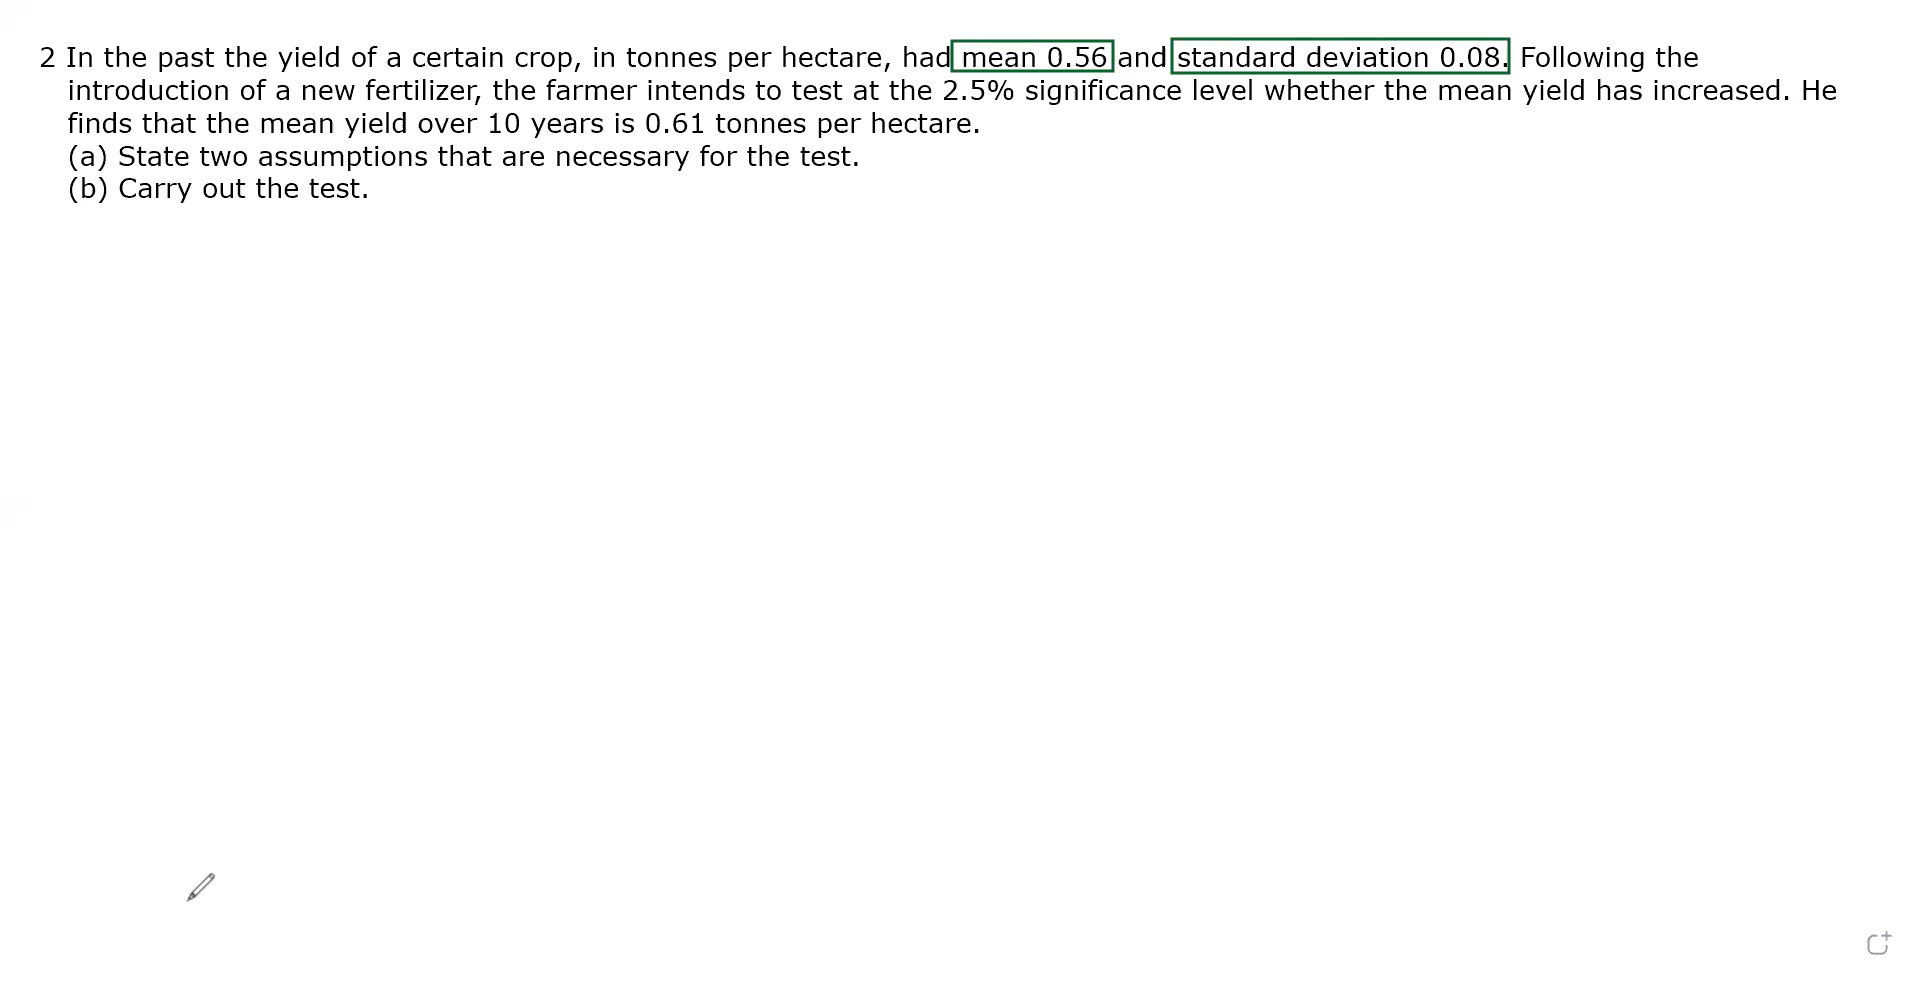 2 In the past the yield of a certain crop, in tonnes per hectare, had mean 0.56 and standard deviation 0.08. Following the
introduction of a new fertilizer, the farmer intends to test at the 2.5% significance level whether the mean yield has increased. He
finds that the mean yield over 10 years is 0.61 tonnes per hectare.
(a) State two assumptions that are necessary for the test.
(b) Carry out the test.